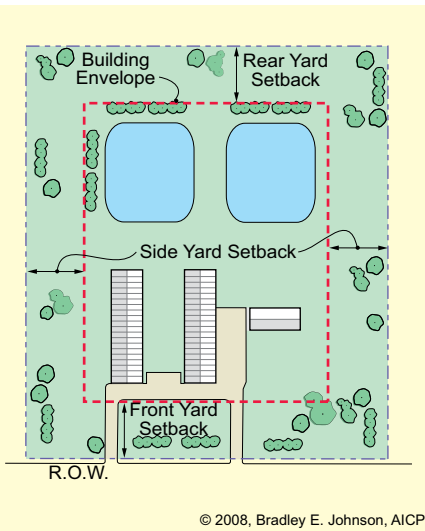 Building
Envelope
Rear Yard
Setback
Side Yard Setback
Front Yard
Setback
R.O.W.
© 2008, Bradley E. Johnson, AICP